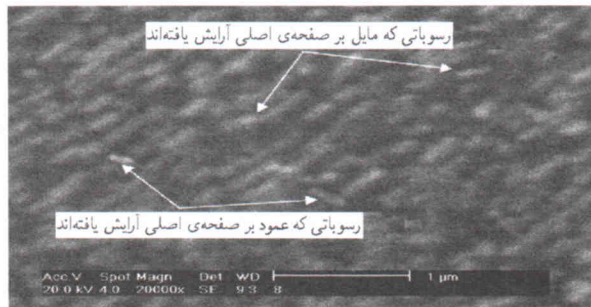 رسوباتی که مایل بر صفحه‌ی اصلی آرایش یافته‌اند
رسوباتی که عمود بر صفحه‌ی اصلی آرایش یافته‌اند
Acc.V Spot Magn Det WD 1 µm
20.0 kV 4.0 20000x SE 9.3 8